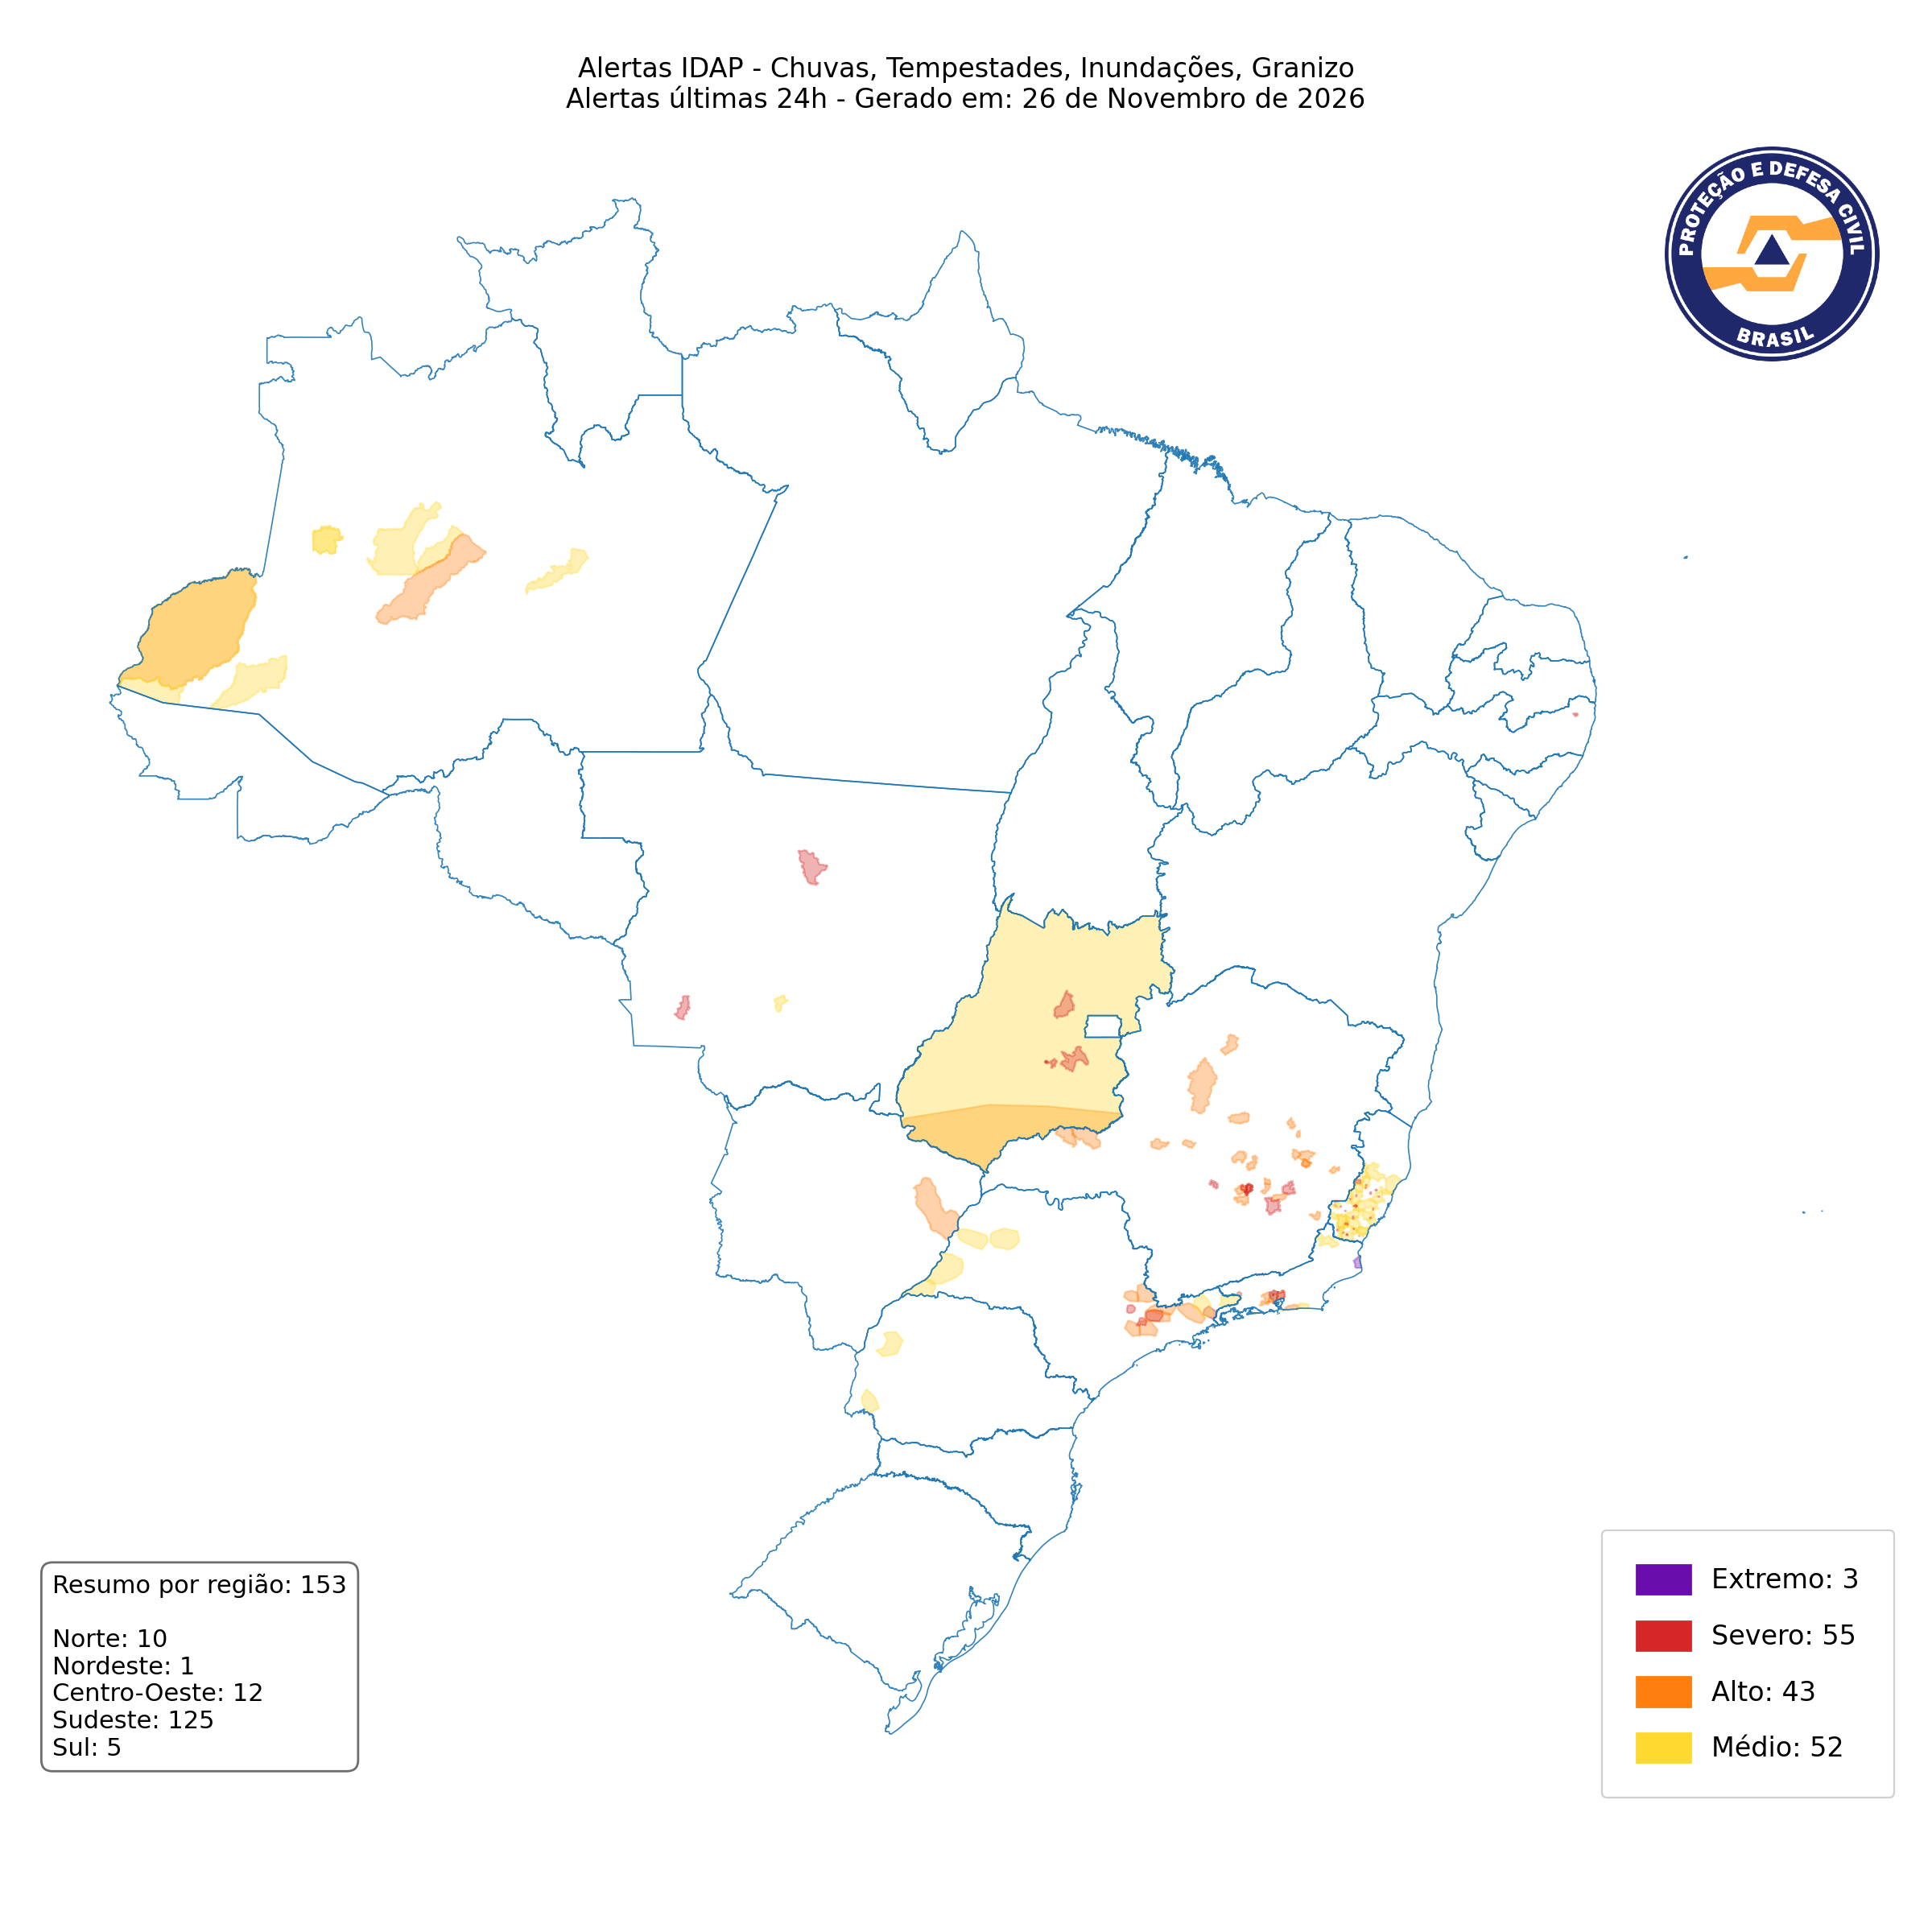 Alertas IDAP - Chuvas, Tempestades, Inundações, Granizo
Alertas últimas 24h - Gerado em: 26 de Novembro de 2026
PROTEÇÃO E DEFESA CIVIL
BRASIL
Resumo por região: 153
Norte: 10
Nordeste: 1
Centro-Oeste: 12
Sudeste: 125
Sul: 5
Extremo: 3
Severo: 55
Alto: 43
Médio: 52